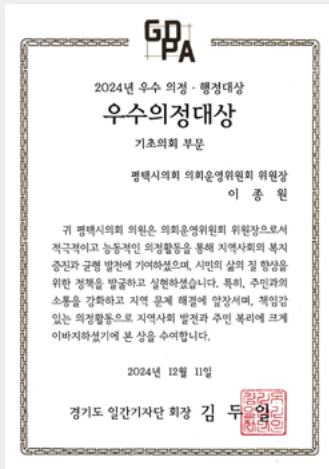 GDPA
2024년 우수 의정 · 행정대상
우수의정대상
기초의회 부문
평택시의회 의회운영위원회 위원장
이 종 원
귀 평택시의회 의원은 의회운영위원회 위원장으로서
적극적이고 능동적인 의정활동을 통해 지역사회의 복지
증진과 균형 발전에 기여하셨으며, 시민의 삶의 질 향상을
위한 정책을 발굴하고 실현하셨습니다. 특히, 주민과의
소통을 강화하고 지역 문제 해결에 앞장서며, 책임감
있는 의정활동으로 지역사회 발전과 주민 복리에 크게
이바지하셨기에 본 상을 수여합니다.
2024년 12월 11일
경기도 일간기자단 회장 김 두 일